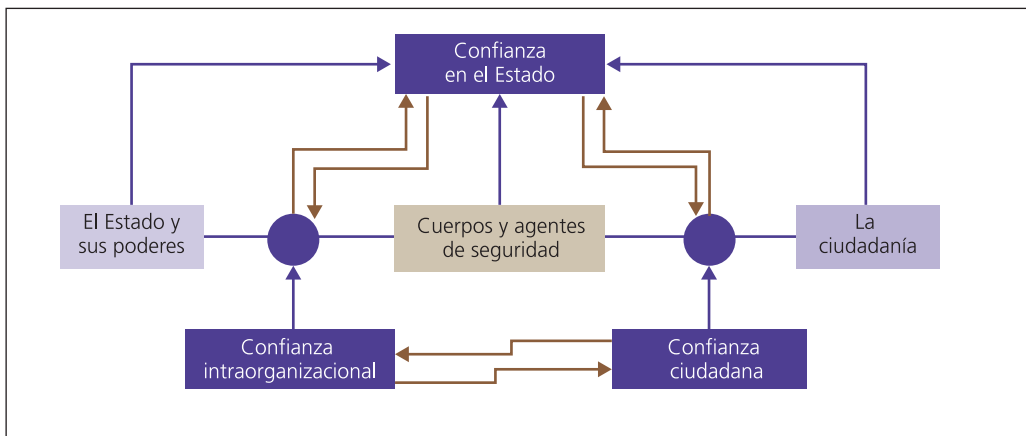 Confianza
en el Estado
El Estado y
sus poderes
Cuerpos y agentes
de seguridad
La
ciudadanía
Confianza
intraorganizacional
Confianza
ciudadana